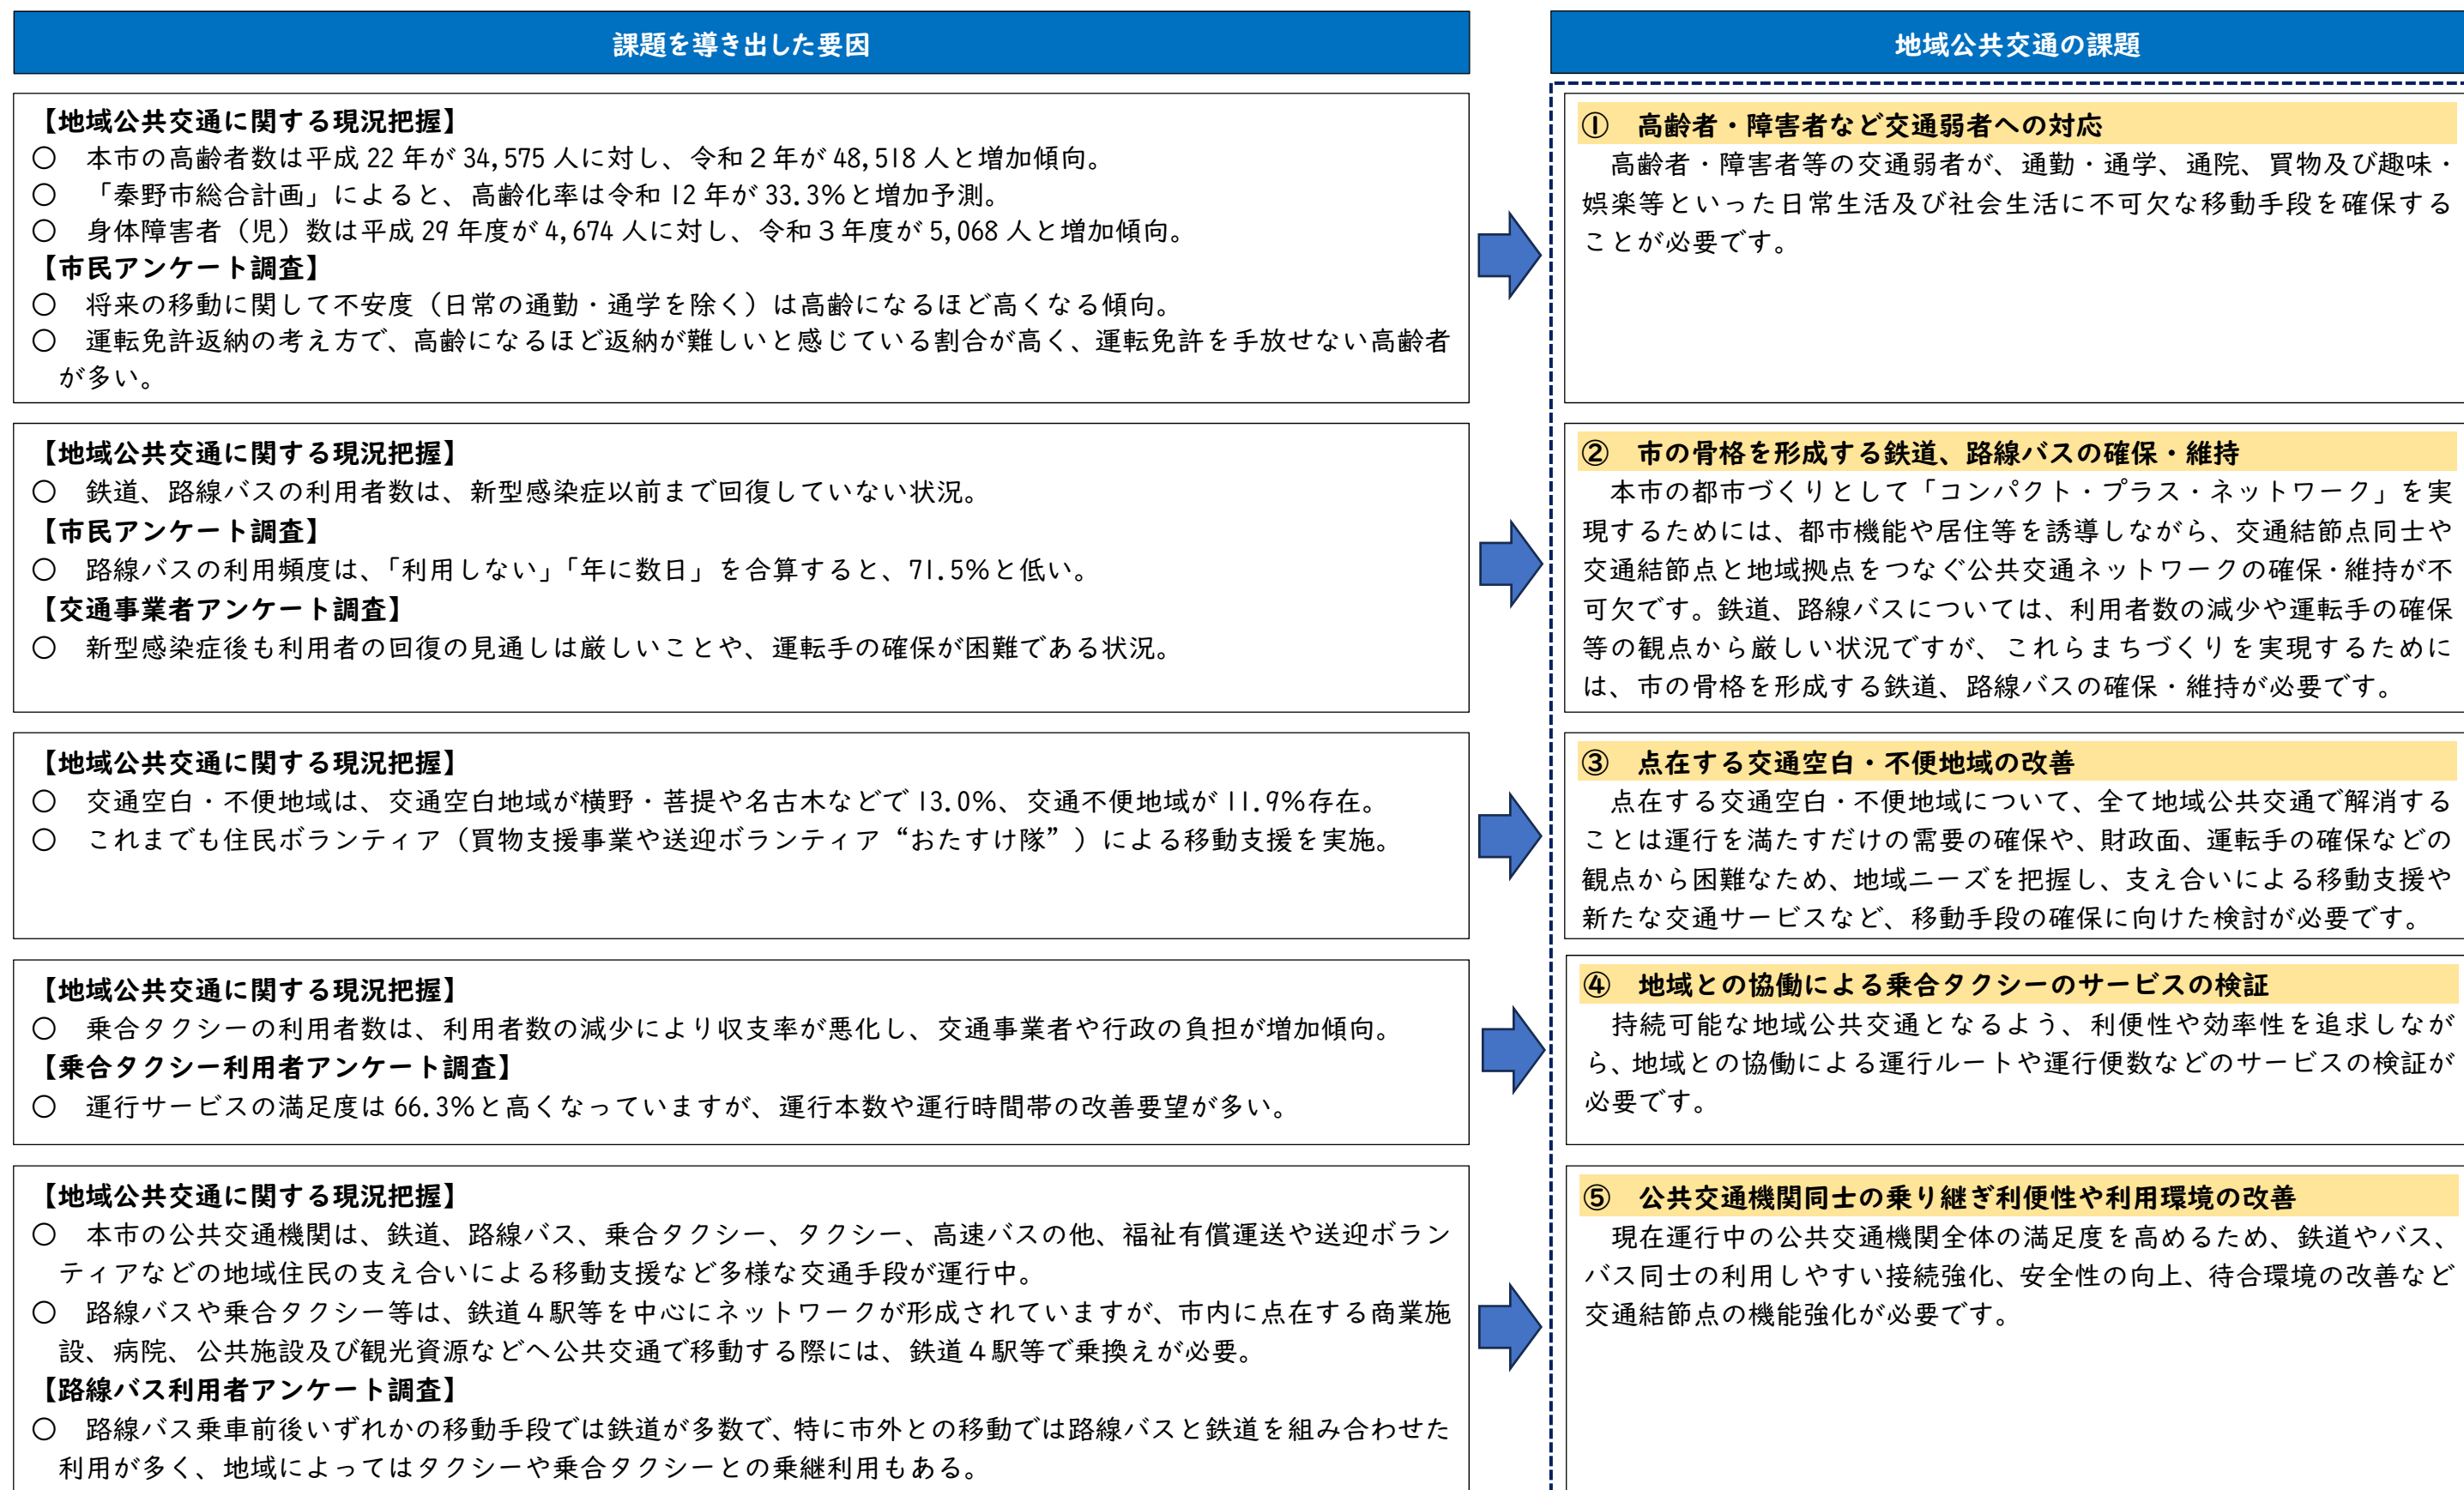 課題を導き出した要因
地域公共交通の課題
【地域公共交通に関する現況把握】
○　本市の高齢者数は平成 22 年が 34,575 人に対し、令和２年が 48,518 人と増加傾向。
○　「秦野市総合計画」によると、高齢化率は令和 12 年が 33.3%と増加予測。
○　身体障害者（児）数は平成 29 年度が 4,674 人に対し、令和３年度が 5,068 人と増加傾向。
【市民アンケート調査】
○　将来の移動に関して不安度（日常の通勤・通学を除く）は高齢になるほど高くなる傾向。
○　運転免許返納の考え方で、高齢になるほど返納が難しいと感じている割合が高く、運転免許を手放せない高齢者
が多い。
①　高齢者・障害者など交通弱者への対応
高齢者・障害者等の交通弱者が、通勤・通学、通院、買物及び趣味・
娯楽等といった日常生活及び社会生活に不可欠な移動手段を確保する
ことが必要です。
【地域公共交通に関する現況把握】
○　鉄道、路線バスの利用者数は、新型感染症以前まで回復していない状況。
【市民アンケート調査】
○　路線バスの利用頻度は、「利用しない」「年に数日」を合算すると、71.5%と低い。
【交通事業者アンケート調査】
○　新型感染症後も利用者の回復の見通しは厳しいことや、運転手の確保が困難である状況。
②　市の骨格を形成する鉄道、路線バスの確保・維持
本市の都市づくりとして「コンパクト・プラス・ネットワーク」を実
現するためには、都市機能や居住等を誘導しながら、交通結節点同士や
交通結節点と地域拠点をつなぐ公共交通ネットワークの確保・維持が不
可欠です。鉄道、路線バスについては、利用者数の減少や運転手の確保
等の観点から厳しい状況ですが、これらまちづくりを実現するために
は、市の骨格を形成する鉄道、路線バスの確保・維持が必要です。
【地域公共交通に関する現況把握】
○　交通空白・不便地域は、交通空白地域が横野・菩提や名古木などで 13.0%、交通不便地域が 11.9%存在。
○　これまでも住民ボランティア（買物支援事業や送迎ボランティア“おたすけ隊”）による移動支援を実施。
③　点在する交通空白・不便地域の改善
点在する交通空白・不便地域について、全て地域公共交通で解消する
ことは運行を満たすだけの需要の確保や、財政面、運転手の確保などの
観点から困難なため、地域ニーズを把握し、支え合いによる移動支援や
新たな交通サービスなど、移動手段の確保に向けた検討が必要です。
【地域公共交通に関する現況把握】
○　乗合タクシーの利用者数は、利用者数の減少により収支率が悪化し、交通事業者や行政の負担が増加傾向。
【乗合タクシー利用者アンケート調査】
○　運行サービスの満足度は 66.3%と高くなっていますが、運行本数や運行時間帯の改善要望が多い。
④　地域との協働による乗合タクシーのサービスの検証
持続可能な地域公共交通となるよう、利便性や効率性を追求しなが
ら、地域との協働による運行ルートや運行便数などのサービスの検証が
必要です。
【地域公共交通に関する現況把握】
○　本市の公共交通機関は、鉄道、路線バス、乗合タクシー、タクシー、高速バスの他、福祉有償運送や送迎ボラン
ティアなどの地域住民の支え合いによる移動支援など多様な交通手段が運行中。
○　路線バスや乗合タクシー等は、鉄道４駅等を中心にネットワークが形成されていますが、市内に点在する商業施
設、病院、公共施設及び観光資源などへ公共交通で移動する際には、鉄道４駅等で乗換えが必要。
【路線バス利用者アンケート調査】
○　路線バス乗車前後いずれかの移動手段では鉄道が多数で、特に市外との移動では路線バスと鉄道を組み合わせた
利用が多く、地域によってはタクシーや乗合タクシーとの乗継利用もある。
⑤　公共交通機関同士の乗り継ぎ利便性や利用環境の改善
現在運行中の公共交通機関全体の満足度を高めるため、鉄道やバス、
バス同士の利用しやすい接続強化、安全性の向上、待合環境の改善など
交通結節点の機能強化が必要です。